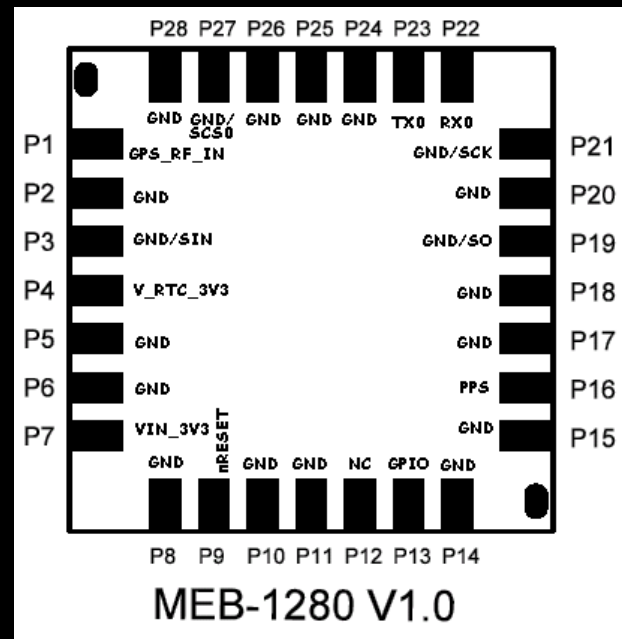 P28 P27 P26 P25 P24 P23 P22
GND GND/SCS0 GND GND GND TX0 RX0
P1 GPS_RF_IN GND/SCK P21
P2 GND GND P20
P3 GND/SIN GND/SO P19
P4 V_RTC_3V3 GND P18
P5 GND GND P17
P6 GND PPS P16
P7 VIN_3V3 GND P15
GND nRESET GND GND NC GPIO GND
P8 P9 P10 P11 P12 P13 P14
MEB-1280 V1.0